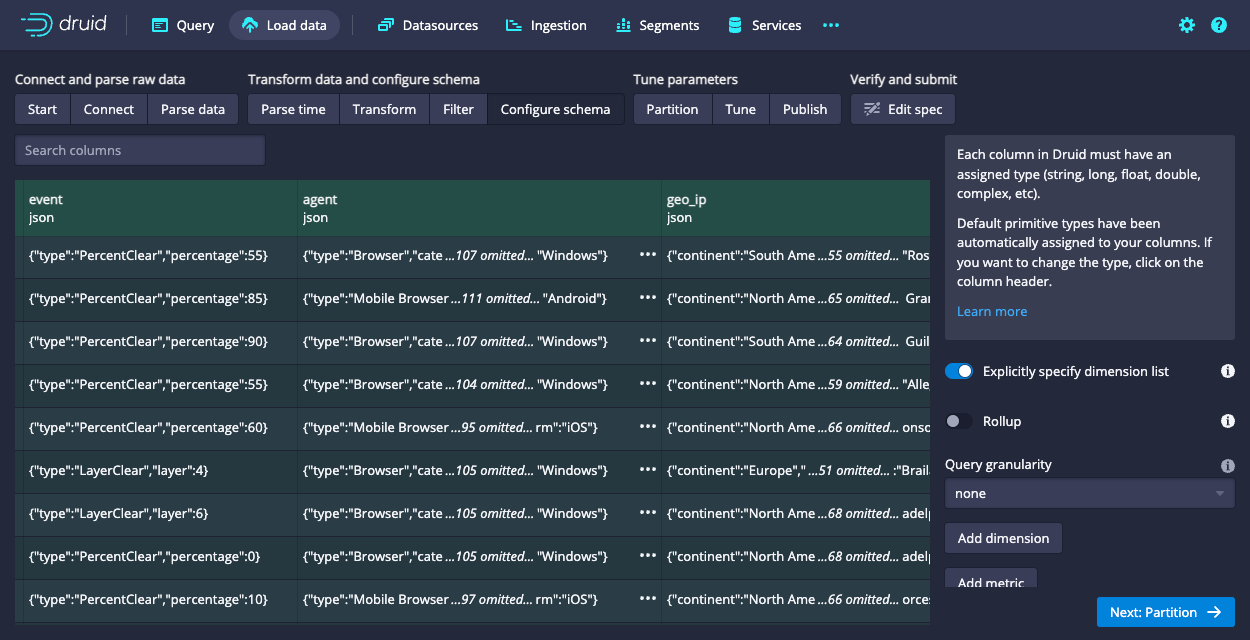 druid
Query
Load data
Datasources
Ingestion
Segments
Services
Connect and parse raw data
Transform data and configure schema
Tune parameters
Verify and submit
Start
Connect
Parse data
Parse time
Transform
Filter
Configure schema
Partition
Tune
Publish
Edit spec
Search columns
event
json
agent
json
geo_ip
json
{"type":"PercentClear","percentage":55} {"type":"Browser","cate ...107 omitted... "Windows"} ••• {"continent":"South Ame ...55 omitted... "Ros
{"type":"PercentClear","percentage":85} {"type":"Mobile Browser ...111 omitted... "Android"} ••• {"continent":"North Ame ...65 omitted... Gran
{"type":"PercentClear","percentage":90} {"type":"Browser","cate ...107 omitted... "Windows"} ••• {"continent":"South Ame ...64 omitted... Guil
{"type":"PercentClear","percentage":55} {"type":"Browser","cate ...104 omitted... "Windows"} ••• {"continent":"North Ame ...59 omitted... "Alle
{"type":"PercentClear","percentage":60} {"type":"Mobile Browser ...95 omitted... rm":"iOS"} ••• {"continent":"North Ame ...66 omitted... onso
{"type":"LayerClear","layer":4} {"type":"Browser","cate ...105 omitted... "Windows"} ••• {"continent":"Europe"," ...51 omitted... :"Braila
{"type":"LayerClear","layer":6} {"type":"Browser","cate ...105 omitted... "Windows"} ••• {"continent":"North Ame ...68 omitted... adelp
{"type":"PercentClear","percentage":0} {"type":"Browser","cate ...105 omitted... "Windows"} ••• {"continent":"North Ame ...68 omitted... adelp
{"type":"PercentClear","percentage":10} {"type":"Mobile Browser ...97 omitted... rm":"iOS"} ••• {"continent":"North Ame ...66 omitted... orces
Each column in Druid must have an
assigned type (string, long, float, double,
complex, etc).
Default primitive types have been
automatically assigned to your columns. If
you want to change the type, click on the
column header.
Learn more
Explicitly specify dimension list
Rollup
Query granularity
none
Add dimension
Add metric
Next: Partition